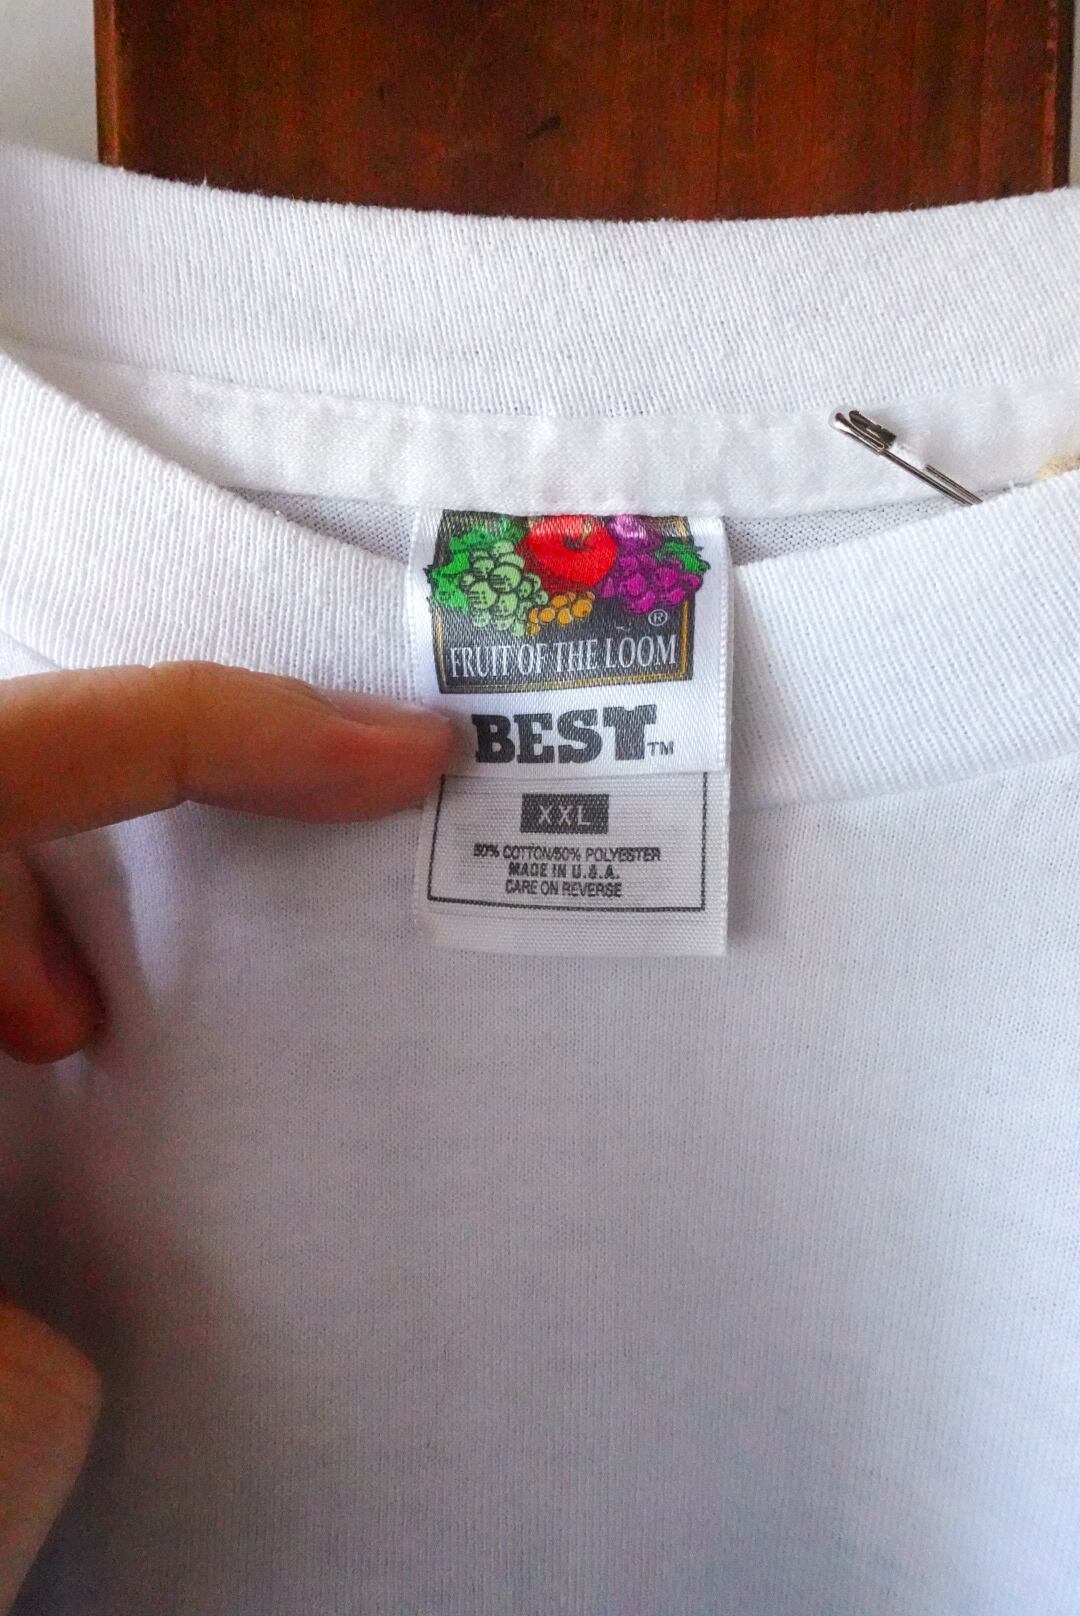 ®
FRUIT OF THE LOOM
BEST™
XXL
50% COTTON/50% POLYESTER
MADE IN U.S.A.
CARE ON REVERSE